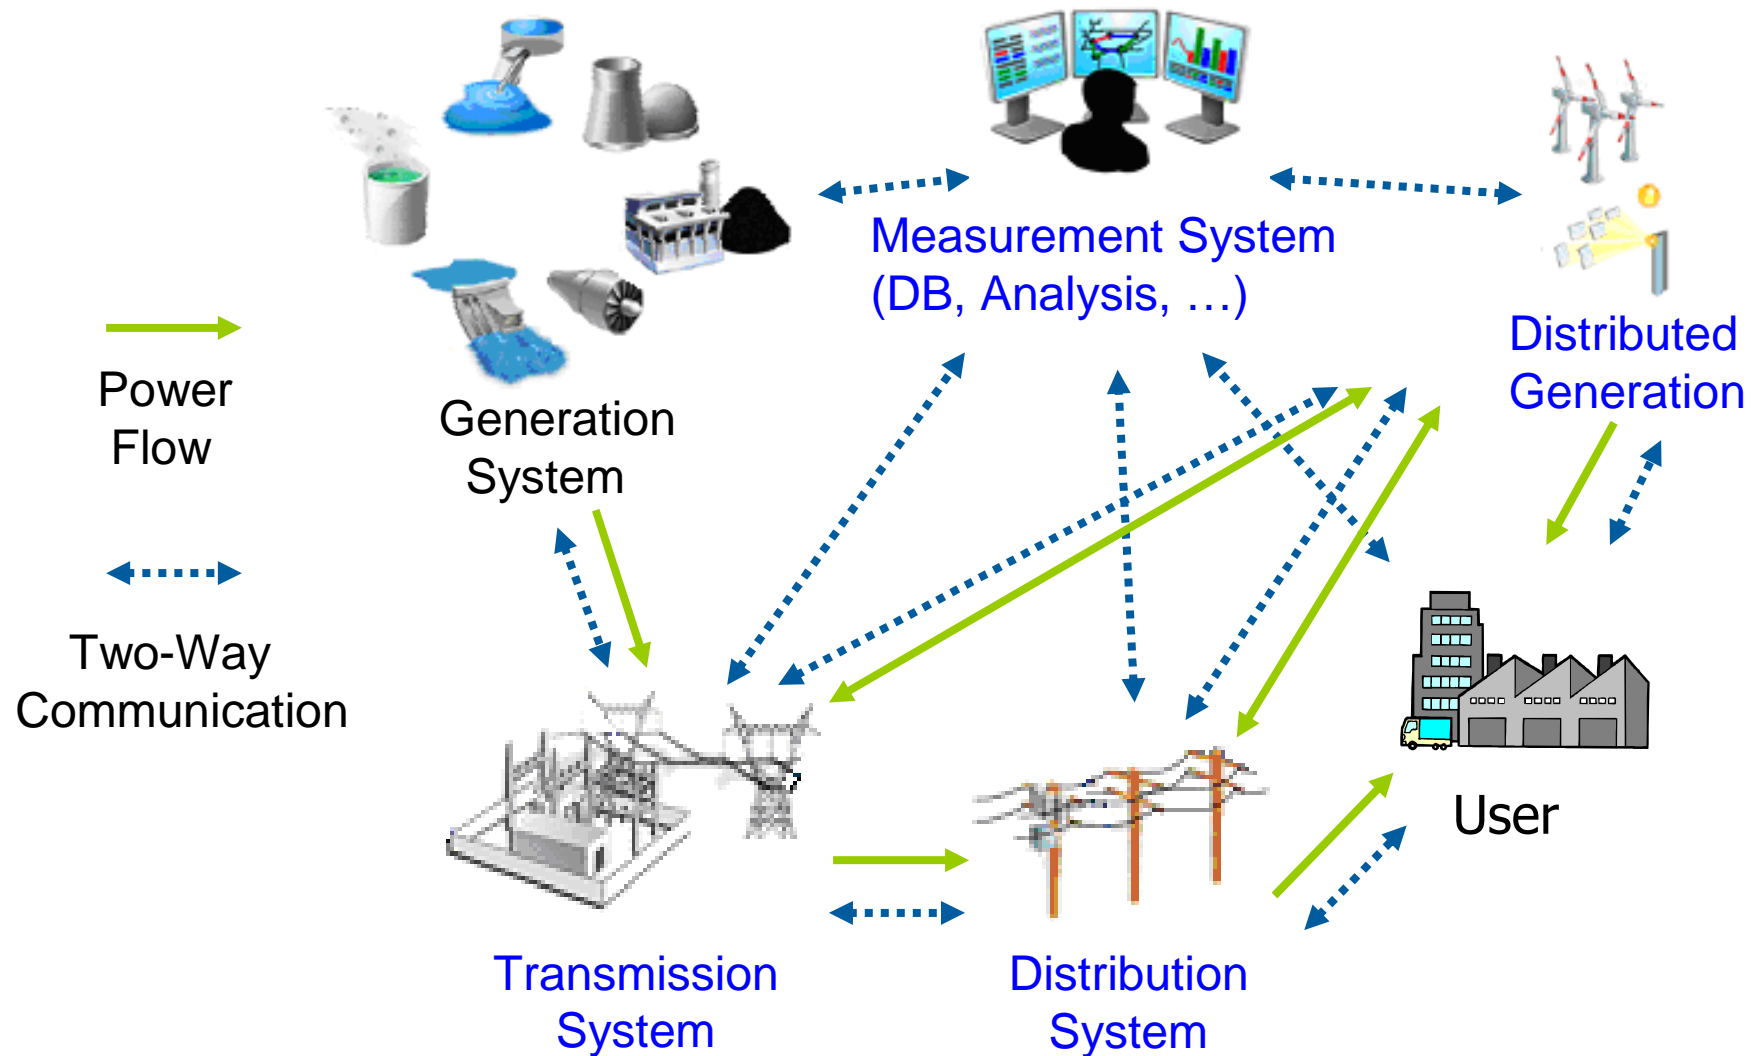 Measurement System
(DB, Analysis, …)
Distributed
Generation
Power
Flow
Generation
System
Two-Way
Communication
User
Transmission
System
Distribution
System